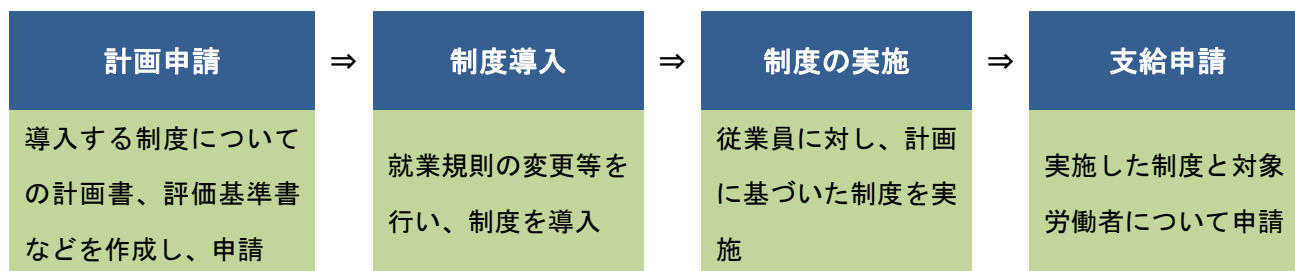 計画申請 ⇒ 制度導入 ⇒ 制度の実施 ⇒ 支給申請
導入する制度について
の計画書、評価基準書
などを作成し、申請
就業規則の変更等を
行い、制度を導入
従業員に対し、計画
に基づいた制度を実
施
実施した制度と対象
労働者について申請